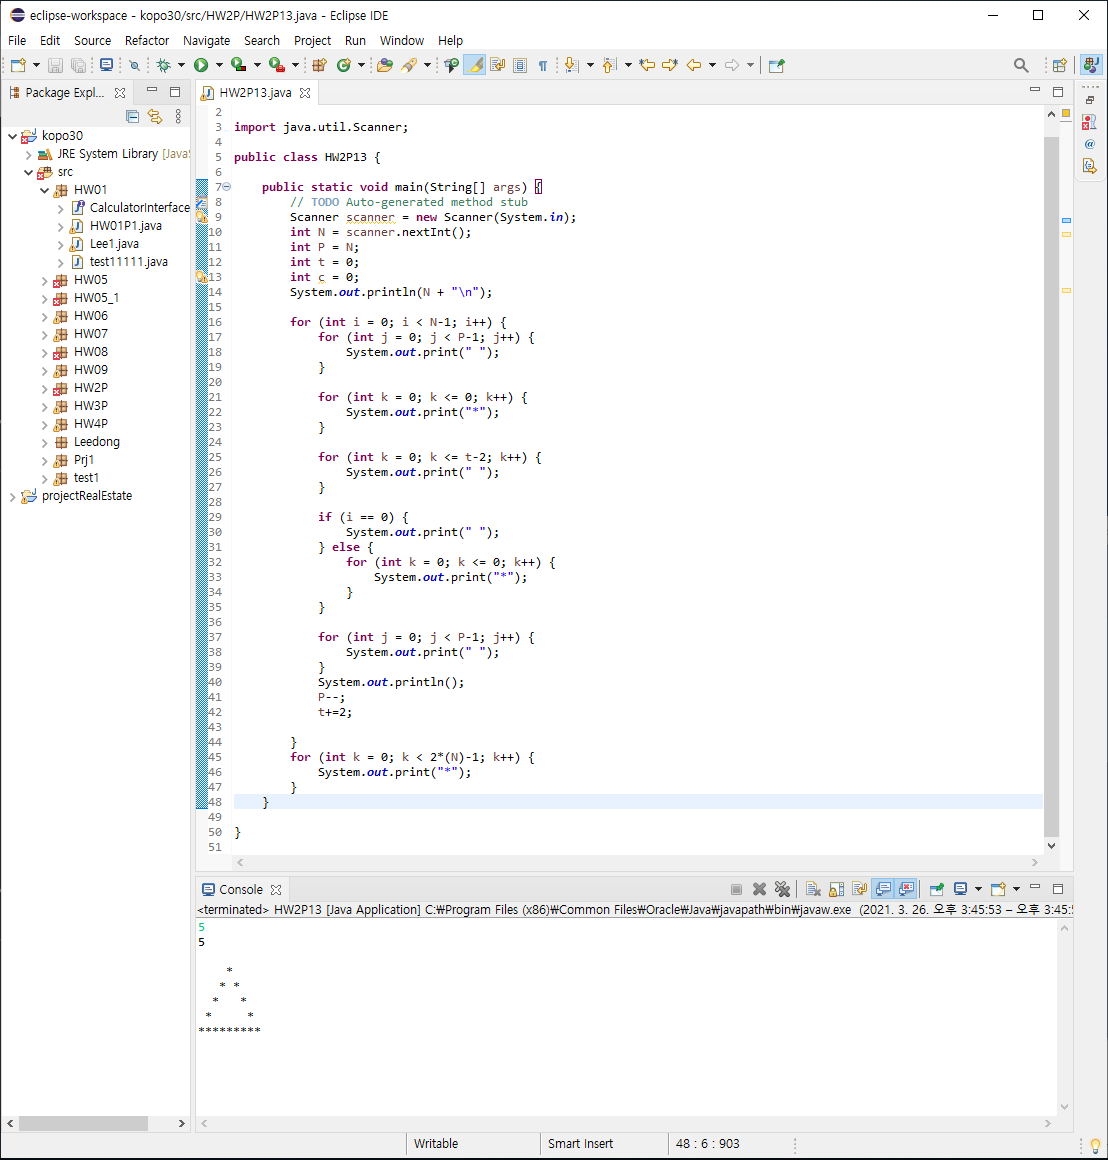 eclipse-workspace - kopo30/src/HW2P/HW2P13.java - Eclipse IDE
File Edit Source Refactor Navigate Search Project Run Window Help
Package Expl...
HW2P13.java
kopo30
JRE System Library [JavaS
src
HW01
CalculatorInterface
HW01P1.java
Lee1.java
test11111.java
HW05
HW05_1
HW06
HW07
HW08
HW09
HW2P
HW3P
HW4P
Leedong
Prj1
test1
projectRealEstate
2
3 import java.util.Scanner;
4
5 public class HW2P13 {
6
7 public static void main(String[] args) {
8 // TODO Auto-generated method stub
9 Scanner scanner = new Scanner(System.in);
10 int N = scanner.nextInt();
11 int P = N;
12 int t = 0;
13 int c = 0;
14 System.out.println(N + "\n");
15
16 for (int i = 0; i < N-1; i++) {
17 for (int j = 0; j < P-1; j++) {
18 System.out.print(" ");
19 }
20
21 for (int k = 0; k <= 0; k++) {
22 System.out.print("*");
23 }
24
25 for (int k = 0; k <= t-2; k++) {
26 System.out.print(" ");
27 }
28
29 if (i == 0) {
30 System.out.print(" ");
31 } else {
32 for (int k = 0; k <= 0; k++) {
33 System.out.print("*");
34 }
35 }
36
37 for (int j = 0; j < P-1; j++) {
38 System.out.print(" ");
39 }
40 System.out.println();
41 P--;
42 t+=2;
43
44 }
45 for (int k = 0; k < 2*(N)-1; k++) {
46 System.out.print("*");
47 }
48 }
49
50 }
51
Console
<terminated> HW2P13 [Java Application] C:₩Program Files (x86)₩Common Files₩Oracle₩Java₩javapath₩bin₩javaw.exe (2021. 3. 26. 오후 3:45:53 – 오후 3:45:5
5
5
*
* *
*   *
*     *
*********
Writable Smart Insert 48 : 6 : 903